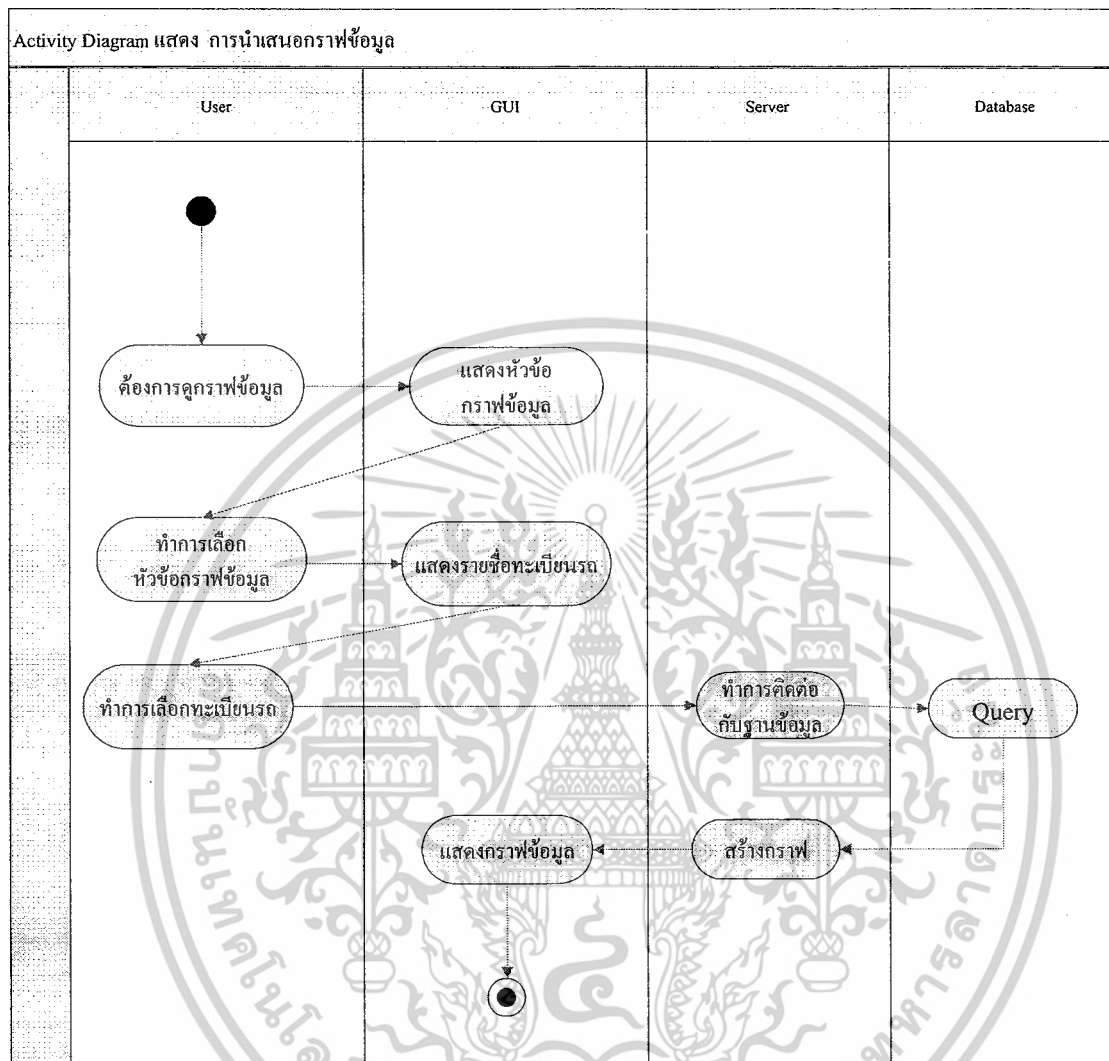 Activity Diagram แสดง การนำเสนอกราฟข้อมูล
User GUI Server Database
ต้องการดูกราฟข้อมูล
แสดงหัวข้อ
กราฟข้อมูล
ทำการเลือก
หัวข้อกราฟข้อมูล
แสดงรายชื่อทะเบียนรถ
ทำการเลือกทะเบียนรถ
ทำการติดต่อ
กับฐานข้อมูล
Query
แสดงกราฟข้อมูล
สร้างกราฟ